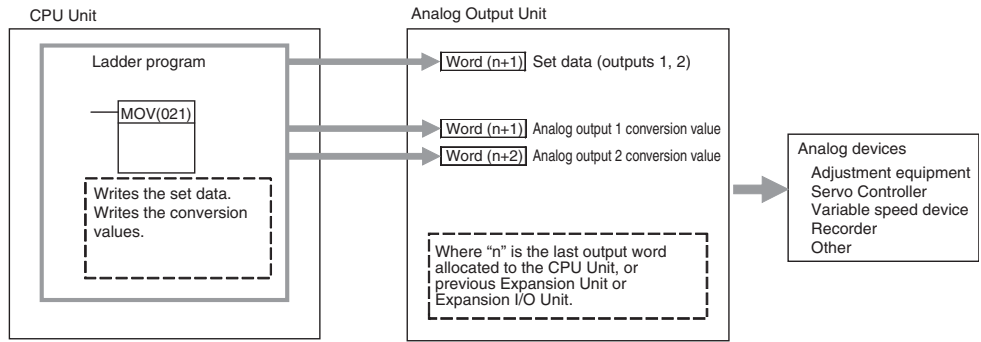 CPU Unit
Analog Output Unit
Ladder program
MOV(021)
Writes the set data.
Writes the conversion
values.
Word (n+1) Set data (outputs 1, 2)
Word (n+1) Analog output 1 conversion value
Word (n+2) Analog output 2 conversion value
Where “n” is the last output word
allocated to the CPU Unit, or
previous Expansion Unit or
Expansion I/O Unit.
Analog devices
Adjustment equipment
Servo Controller
Variable speed device
Recorder
Other